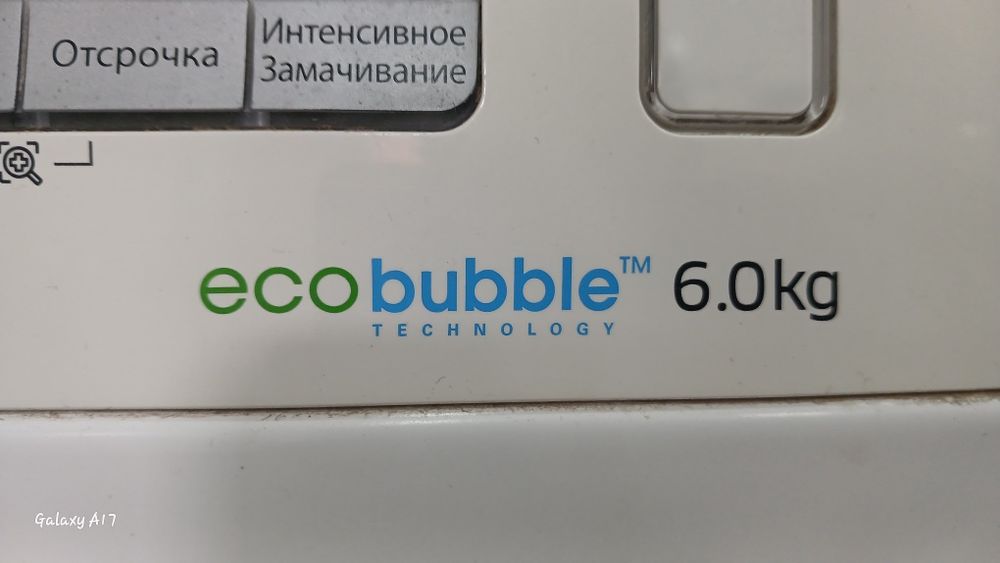 Отсрочка
Интенсивное
Замачивание
ecobubble™ 6.0kg
TECHNOLOGY
Galaxy A17